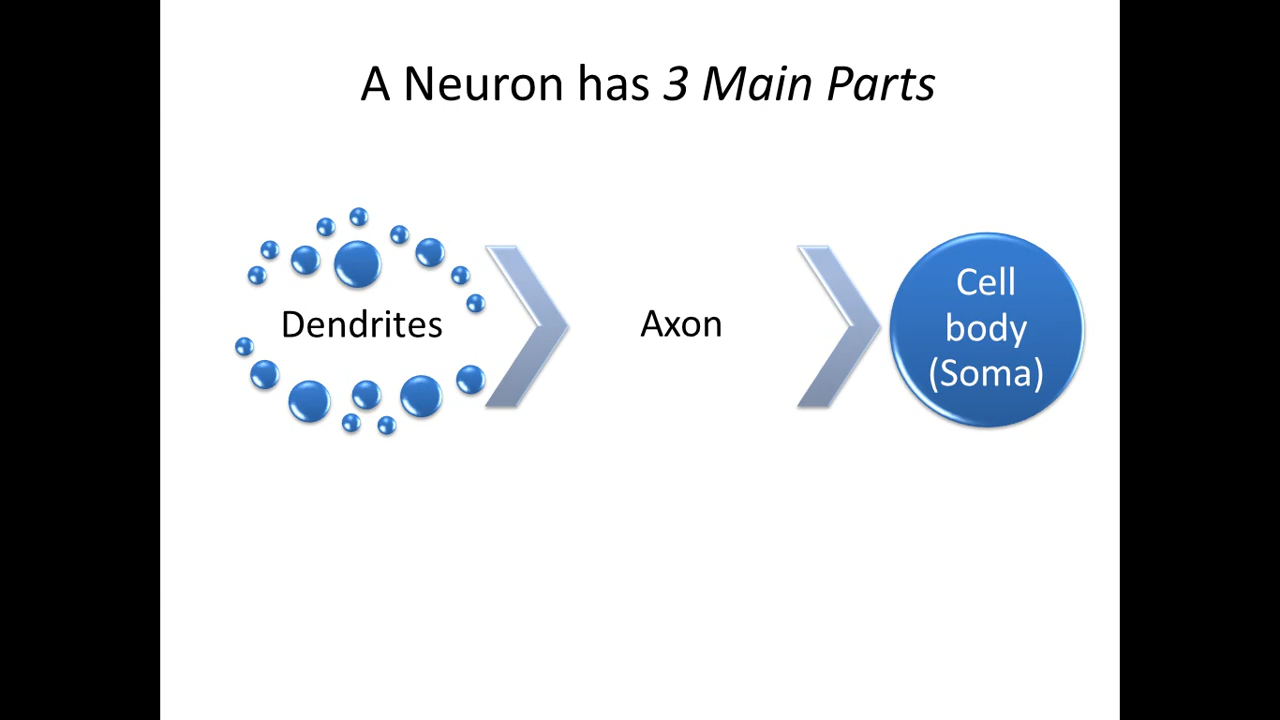 A Neuron has 3 Main Parts
Dendrites
Axon
Cell
body
(Soma)